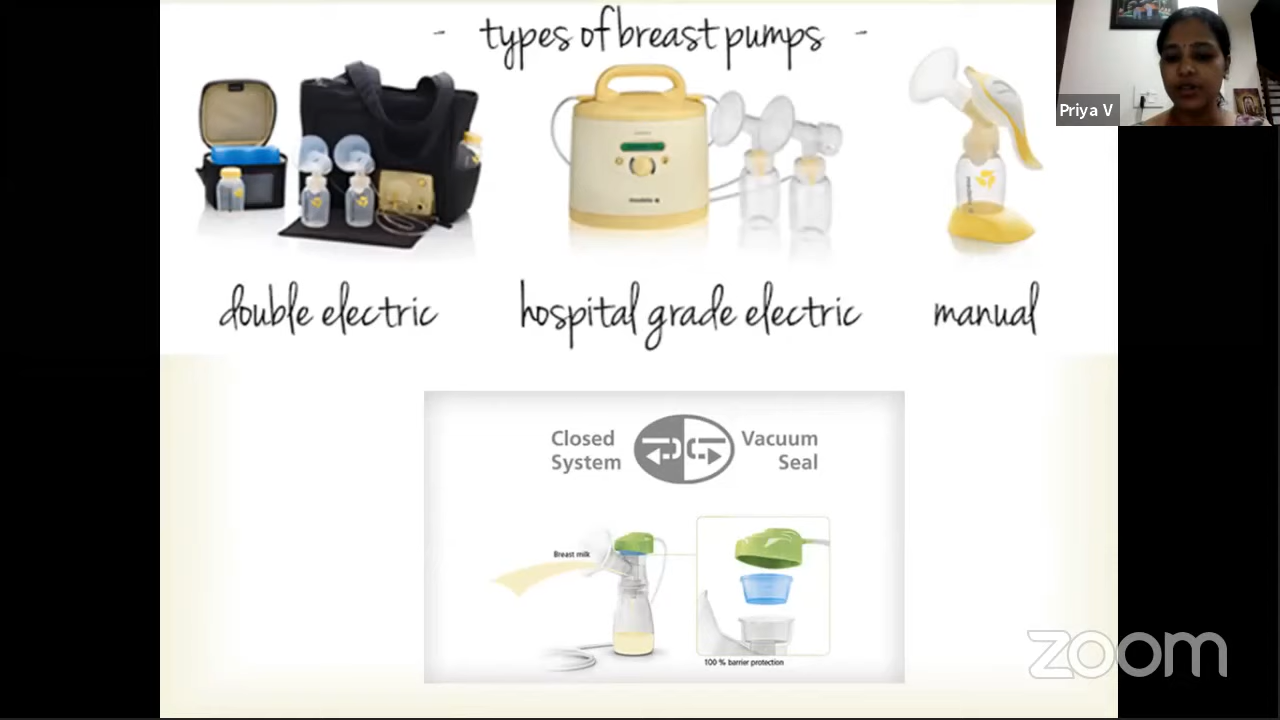 - types of breast pumps -
Priya V
double electric
hospital grade electric
manual
Closed
System
Vacuum
Seal
Breast milk
100 % barrier protection
zoom